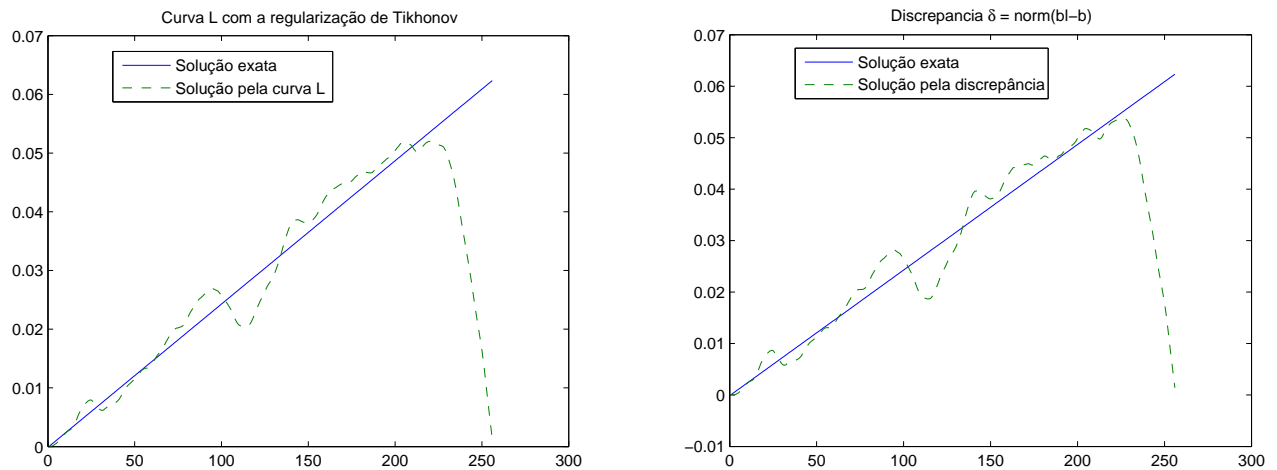 Curva L com a regularização de Tikhonov
0.07
0.06
0.05
0.04
0.03
0.02
0.01
0
0 50 100 150 200 250 300
Solução exata
Solução pela curva L
Discrepancia δ = norm(bl−b)
0.07
0.06
0.05
0.04
0.03
0.02
0.01
0
−0.01
0 50 100 150 200 250 300
Solução exata
Solução pela discrepância